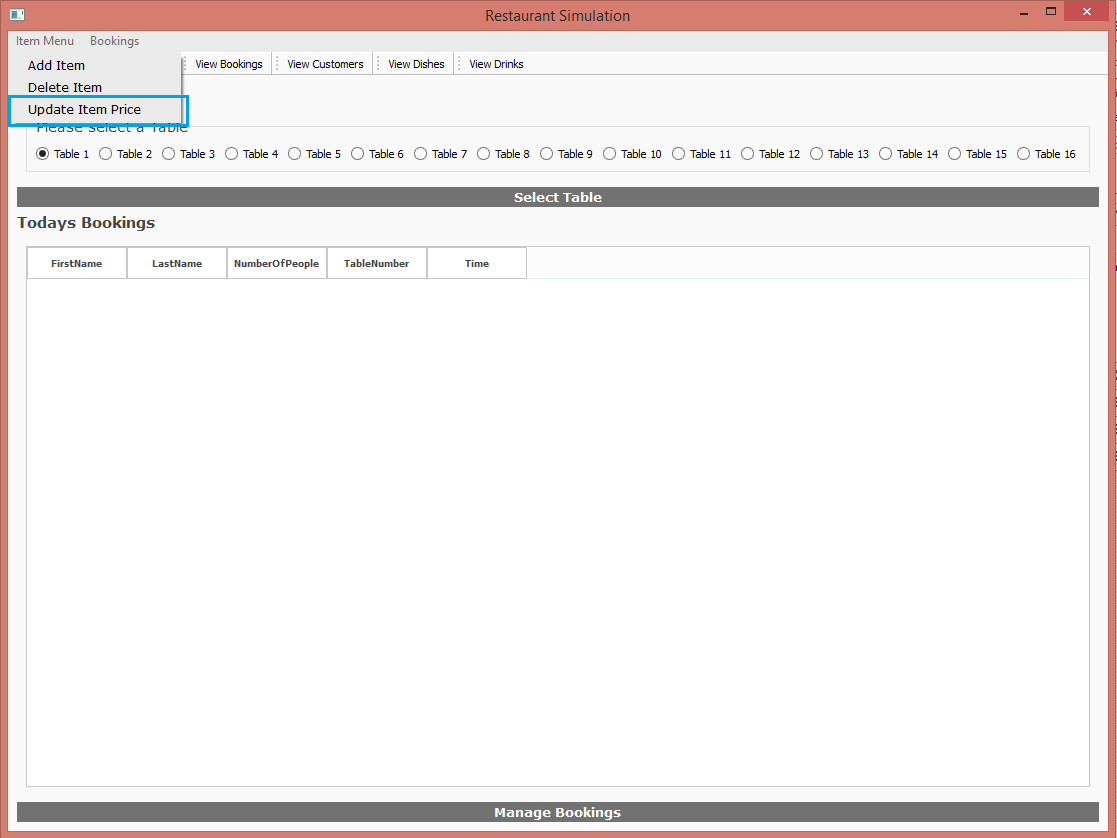 Restaurant Simulation
Item Menu Bookings
Add Item
View Bookings View Customers View Dishes View Drinks
Delete Item
Update Item Price
Please select a Table
Table 1 Table 2 Table 3 Table 4 Table 5 Table 6 Table 7 Table 8 Table 9 Table 10 Table 11 Table 12 Table 13 Table 14 Table 15 Table 16
Select Table
Todays Bookings
FirstName LastName NumberOfPeople TableNumber Time
Manage Bookings